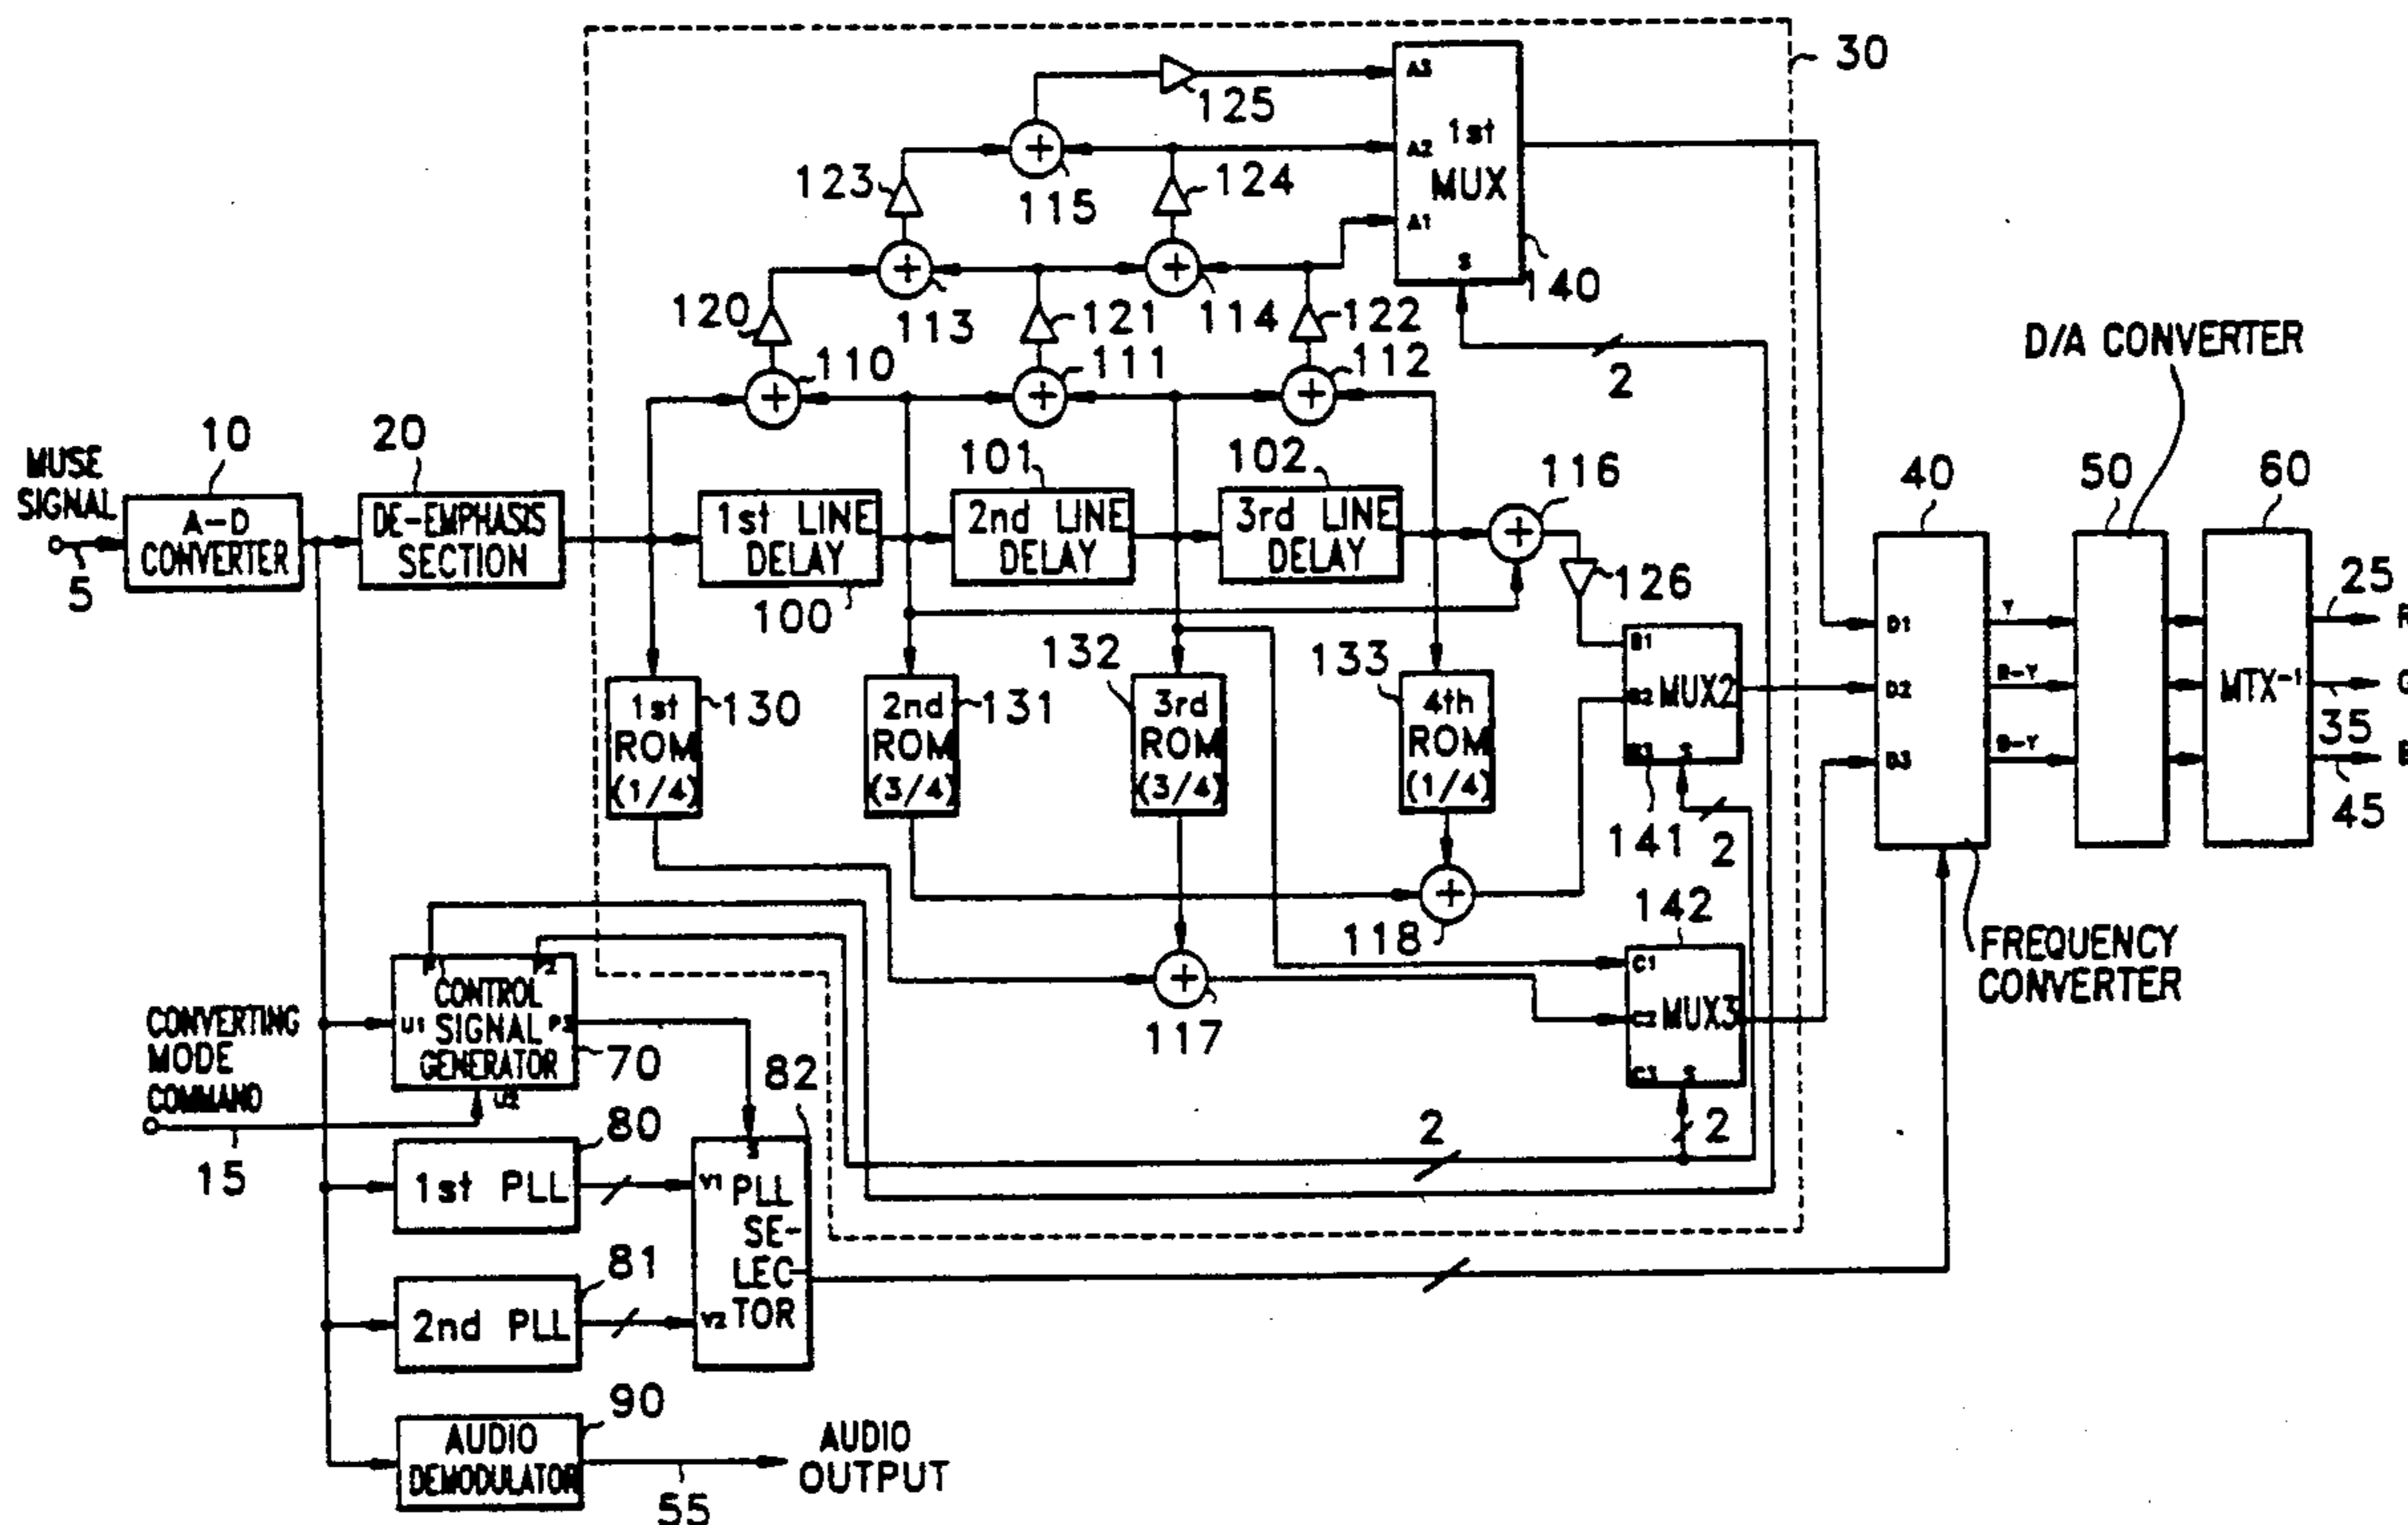 30
A3
125
1st
MUX
A2
123
124
115
A1
S
140
120
113
121
114
122
110
111
112
2
D/A CONVERTER
MUSE
SIGNAL
5
10
A-D
CONVERTER
20
DE-EMPHASIS
SECTION
1st LINE
DELAY
100
101
2nd LINE
DELAY
102
3rd LINE
DELAY
116
126
40
50
60
D1
D2
D3
Y
R-Y
B-Y
MTX-1
25
35
G
45
1st
ROM
(1/4)
130
2nd
ROM
(3/4)
131
132
3rd
ROM
(3/4)
133
4th
ROM
(1/4)
B1
B2
B3
MUX2
S
141
2
118
117
142
C1
C2
MUX3
C3
S
2
2
FREQUENCY
CONVERTER
CONVERTING
MODE
COMMAND
15
P2
U1
CONTROL
SIGNAL
GENERATOR
P3
U2
70
80
1st PLL
81
2nd PLL
82
S
V1
V2
PLL
SE-
LEC-
TOR
90
AUDIO
DEMODULATOR
55
AUDIO
OUTPUT